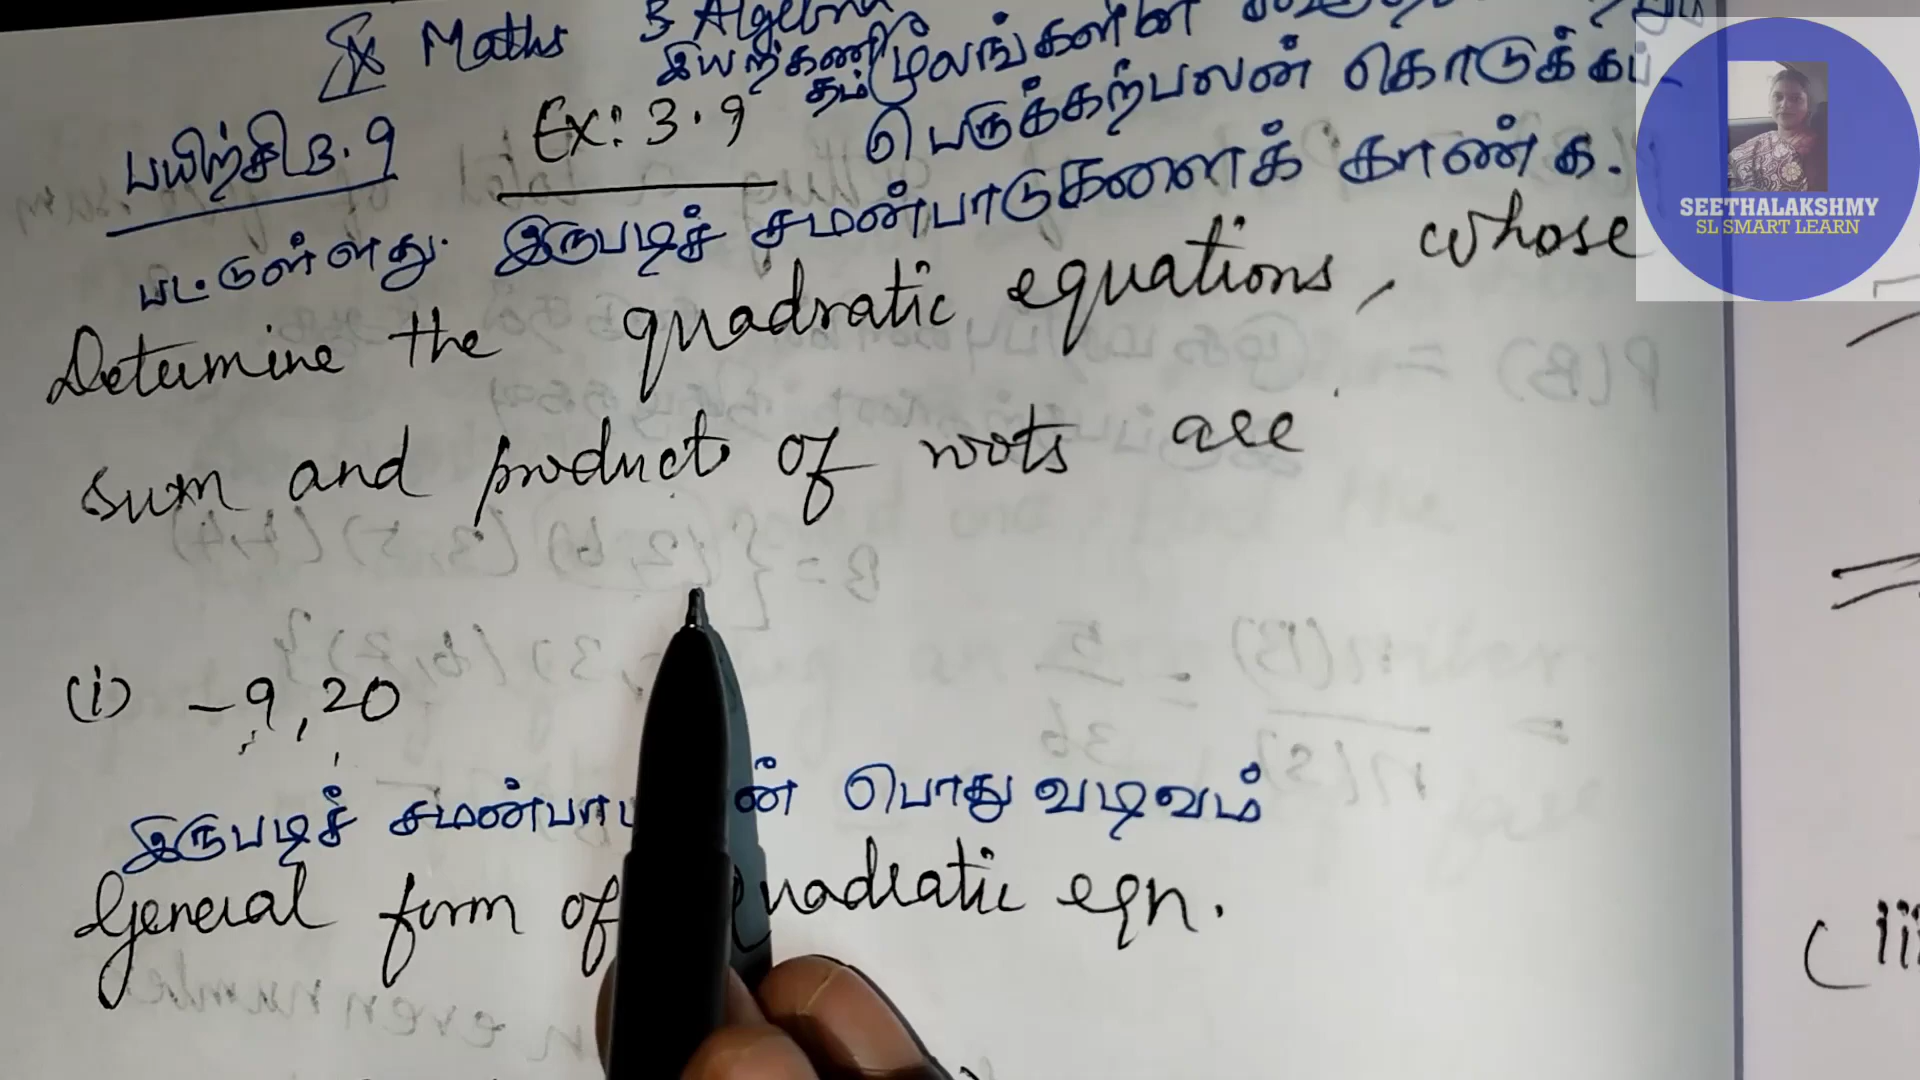 X Maths 3 Algebra
இயற்கணிதம்
மூலங்களின்
பயிற்சி 3.9 Ex: 3.9 பெருக்கற்பலன் கொடுக்கப்-
பட்டுள்ளது. இருபடிச் சமன்பாடுகளைக் காண்க.
Determine the quadratic equations, whose
sum and product of roots are
(i) -9, 20
இருபடிச் சமன்பா ன் பொது வடிவம்
General form of quadratic eqn.
(iii
SEETHALAKSHMY
SL SMART LEARN